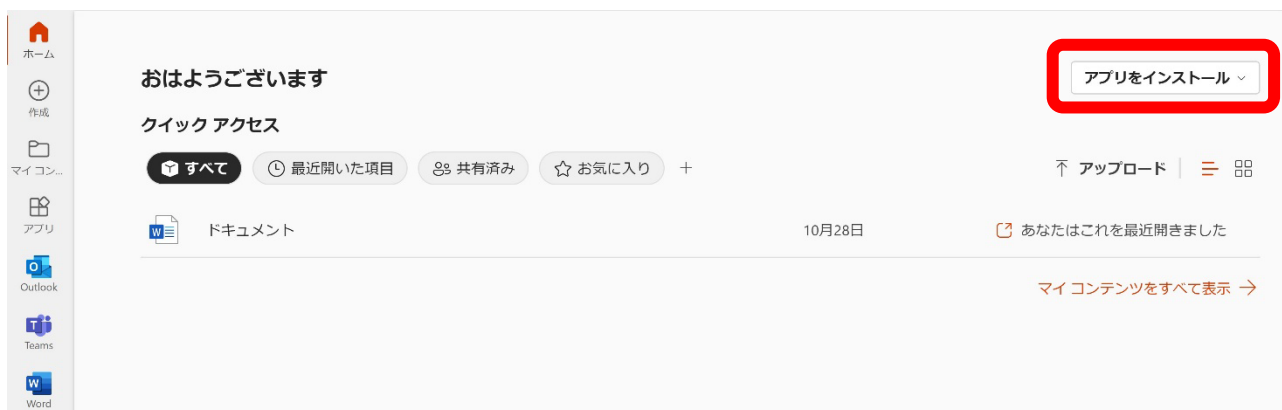 ホーム
作成
マイ コン...
アプリ
Outlook
Teams
Word
おはようございます
アプリをインストール
クイック アクセス
すべて 最近開いた項目 共有済み お気に入り +
アップロード
ドキュメント 10月28日 あなたはこれを最近開きました
マイ コンテンツをすべて表示 →